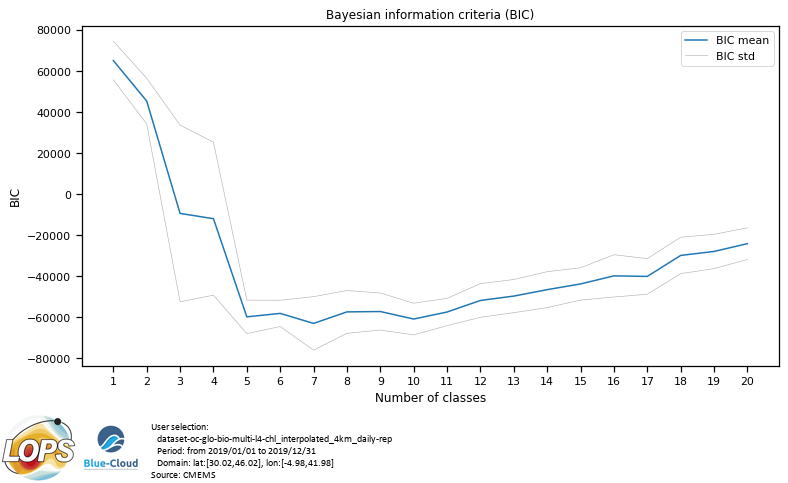 Bayesian information criteria (BIC)
80000
60000
40000
20000
0
−20000
−40000
−60000
−80000
BIC
BIC mean
BIC std
1 2 3 4 5 6 7 8 9 10 11 12 13 14 15 16 17 18 19 20
Number of classes
LOPS
Blue-Cloud
User selection:
dataset-oc-glo-bio-multi-l4-chl_interpolated_4km_daily-rep
Period: from 2019/01/01 to 2019/12/31
Domain: lat:[30.02,46.02], lon:[-4.98,41.98]
Source: CMEMS